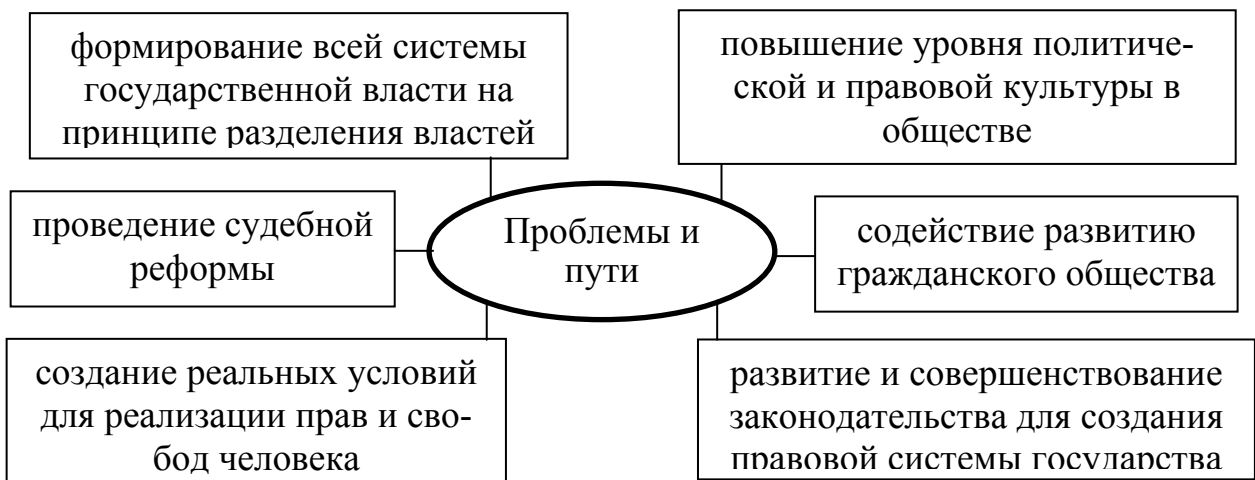 формирование всей системы
государственной власти на
принципе разделения властей
повышение уровня политиче-
ской и правовой культуры в
обществе
проведение судебной
реформы
Проблемы и
пути
содействие развитию
гражданского общества
создание реальных условий
для реализации прав и сво-
бод человека
развитие и совершенствование
законодательства для создания
правовой системы государства